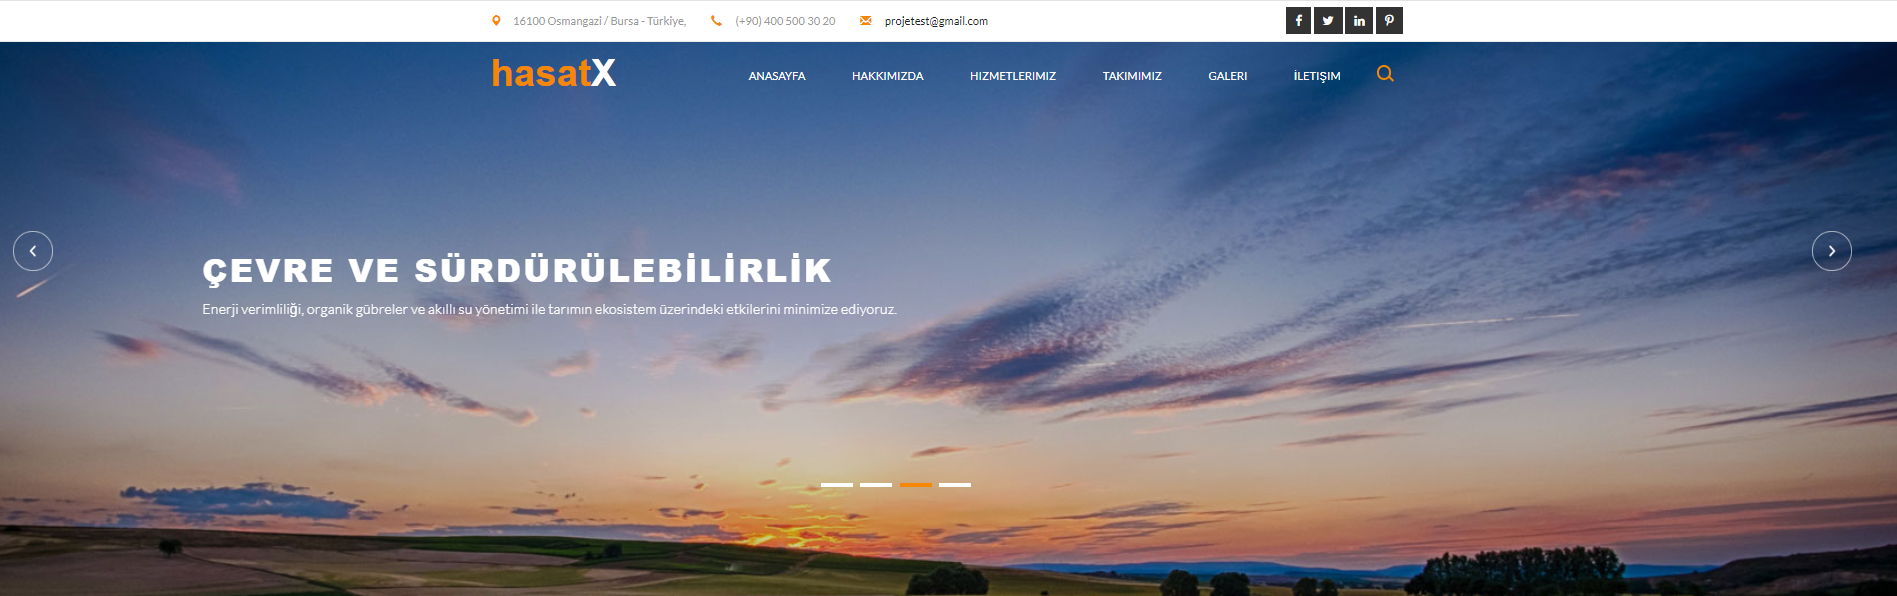 16100 Osmangazi / Bursa - Türkiye, (+90) 400 500 30 20 projetest@gmail.com
hasatX ANASAYFA HAKKIMIZDA HIZMETLERIMIZ TAKIMIMIZ GALERI İLETIŞIM
ÇEVRE VE SÜRDÜRÜLEBİLİRLİK
Enerji verimliliği, organik gübreler ve akıllı su yönetimi ile tarımın ekosistem üzerindeki etkilerini minimize ediyoruz.